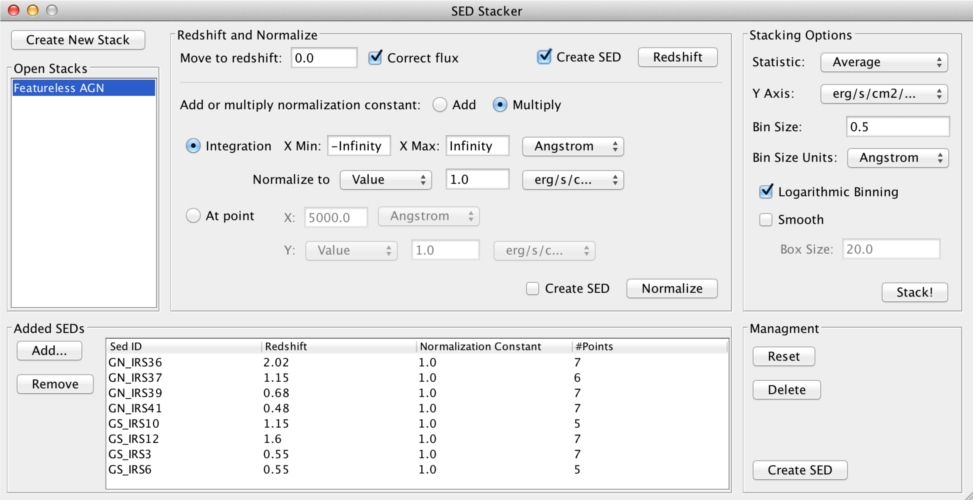 SED Stacker
Create New Stack
Open Stacks
Featureless AGN
Redshift and Normalize
Move to redshift: 0.0 Correct flux Create SED Redshift
Add or multiply normalization constant: Add Multiply
Integration X Min: -Infinity X Max: Infinity Angstrom
Normalize to Value 1.0 erg/s/c...
At point X: 5000.0 Angstrom
Y: Value 1.0 erg/s/c...
Create SED Normalize
Stacking Options
Statistic: Average
Y Axis: erg/s/cm2/...
Bin Size: 0.5
Bin Size Units: Angstrom
Logarithmic Binning
Smooth
Box Size: 20.0
Stack!
Added SEDs
Add...
Remove
Sed ID Redshift Normalization Constant #Points
GN_IRS36 2.02 1.0 7
GN_IRS37 1.15 1.0 6
GN_IRS39 0.68 1.0 7
GN_IRS41 0.48 1.0 7
GS_IRS10 1.15 1.0 5
GS_IRS12 1.6 1.0 7
GS_IRS3 0.55 1.0 7
GS_IRS6 0.55 1.0 5
Managment
Reset
Delete
Create SED